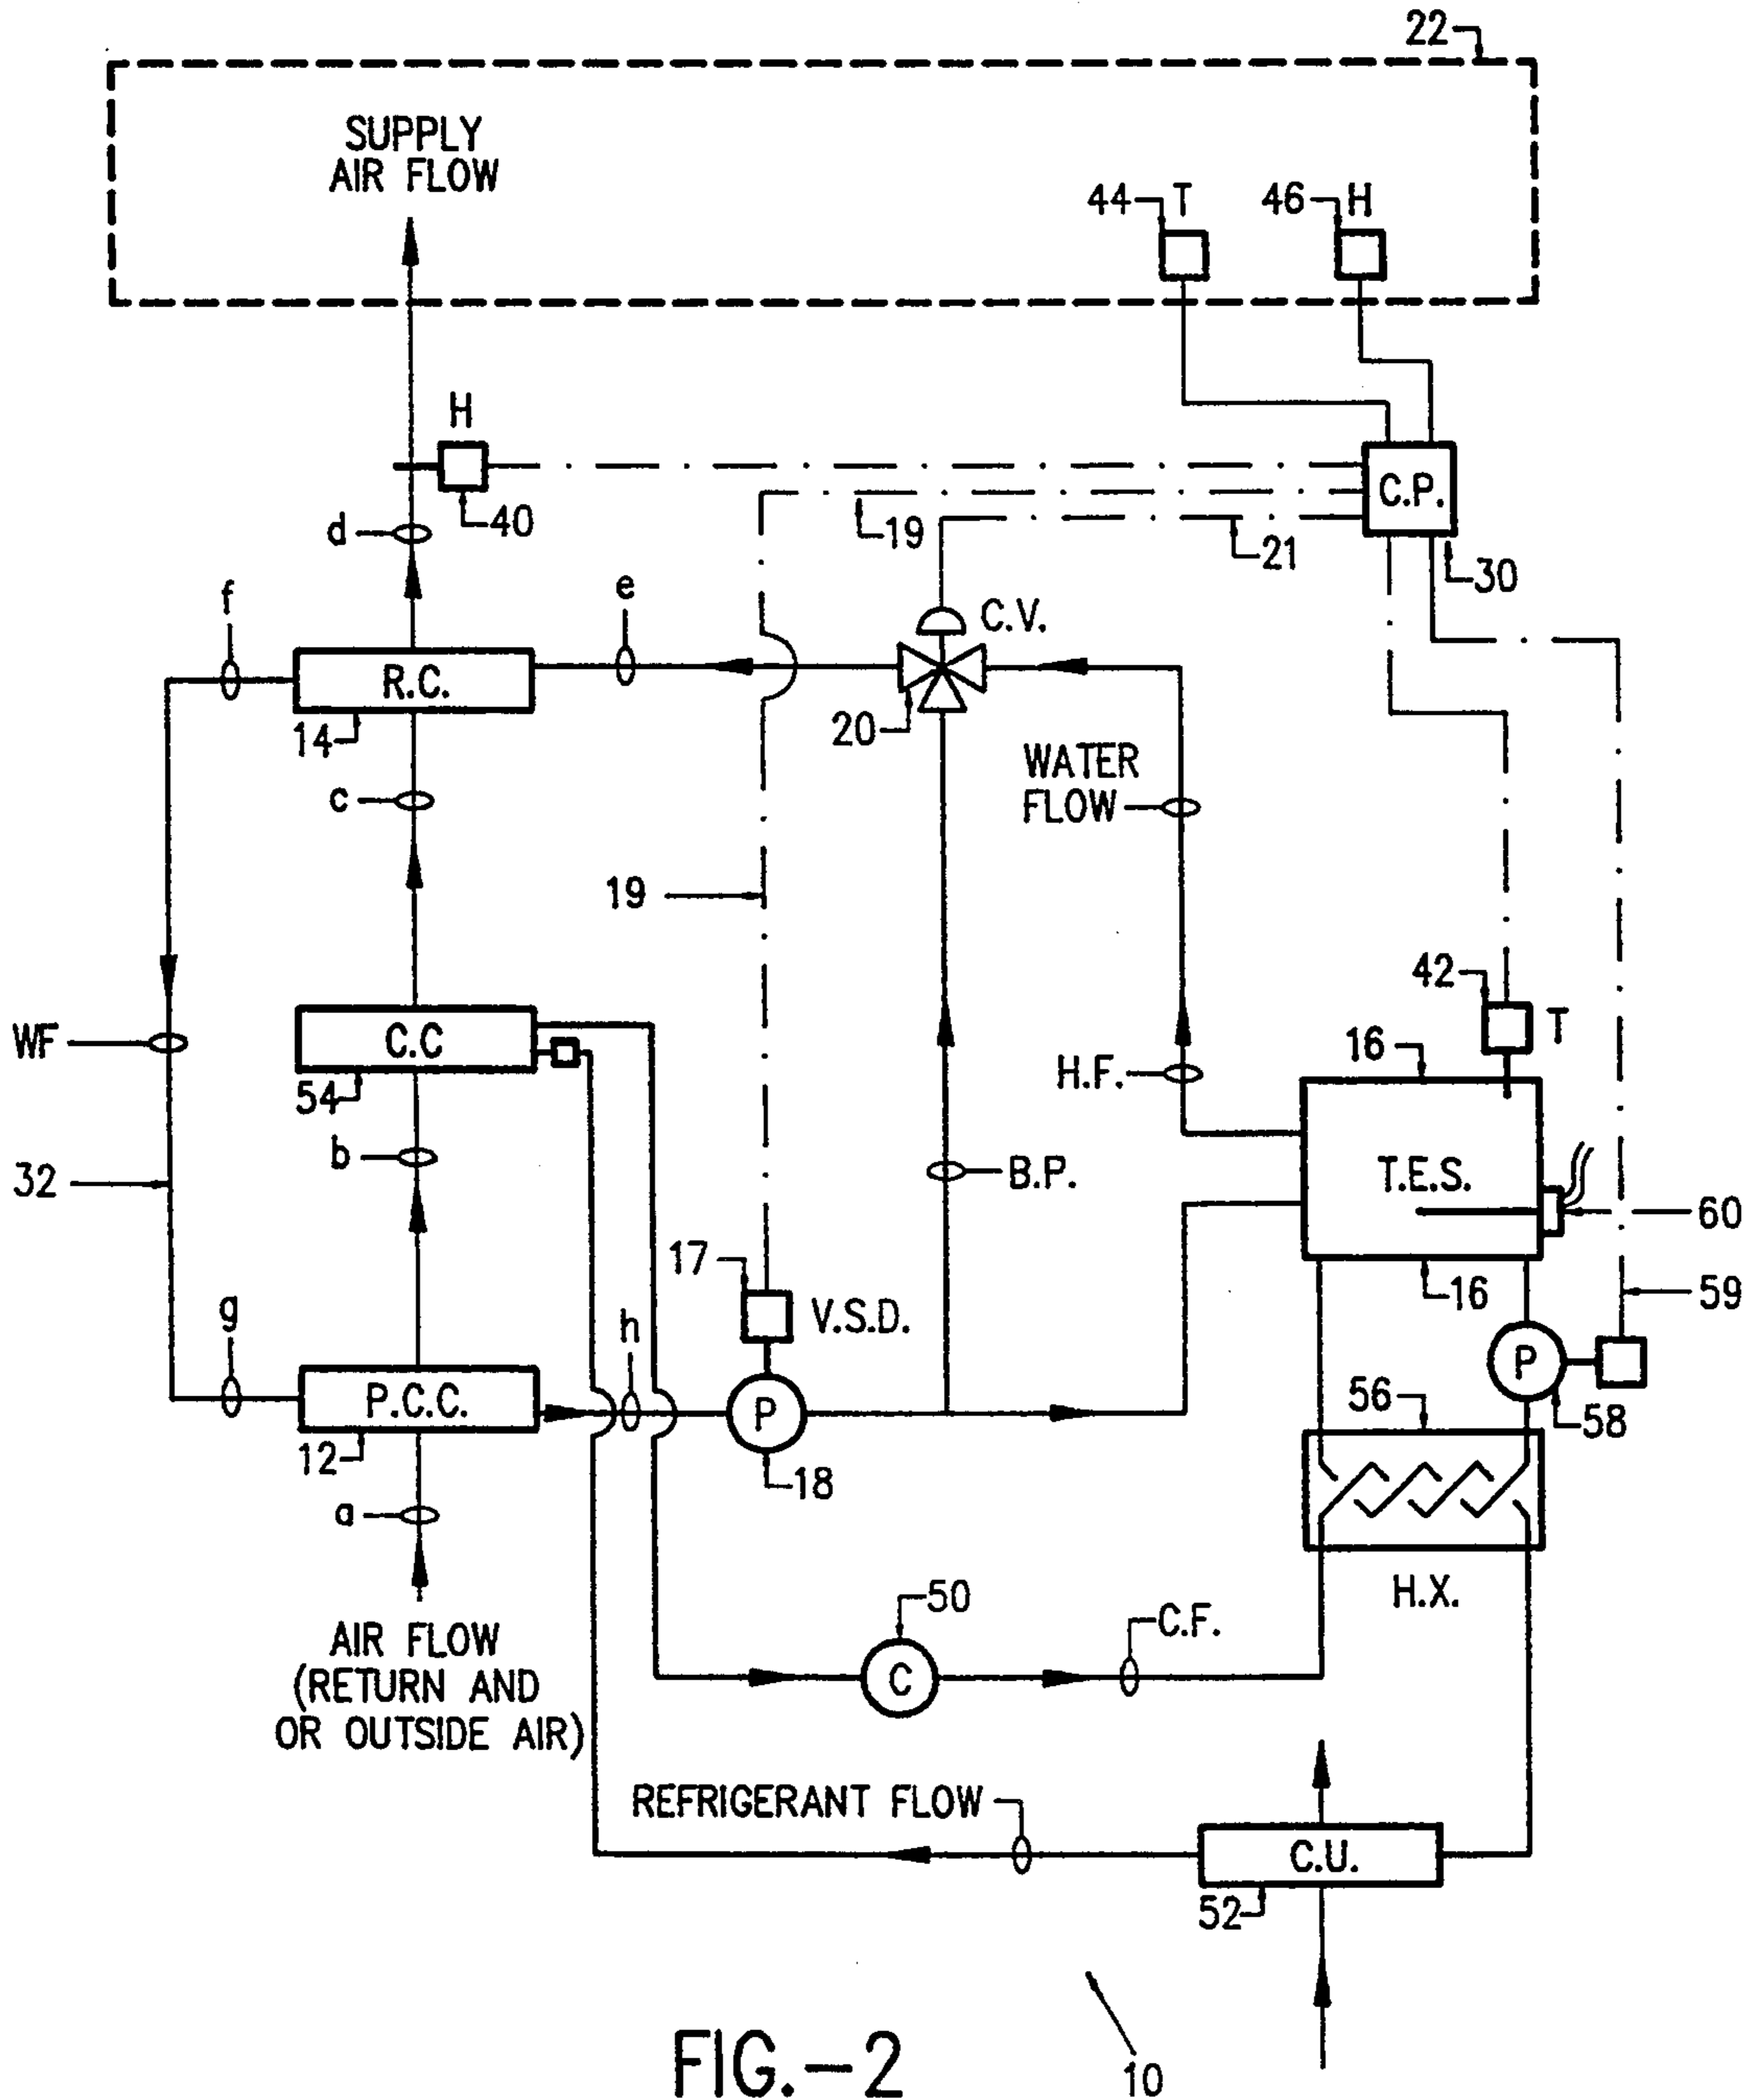 22
SUPPLY
AIR FLOW
44 T
46 H
H
40
C.P.
19
21
30
d
f
e
C.V.
R.C.
14
20
WATER
FLOW
c
19
42
T
WF
C.C
54
16
H.F.
b
32
B.P.
T.E.S.
60
17
V.S.D.
16
59
g
h
P.C.C.
P
P
12
18
56
58
a
H.X.
AIR FLOW
(RETURN AND
OR OUTSIDE AIR)
50
C.F.
C
REFRIGERANT FLOW
C.U.
52
FIG.-2
10